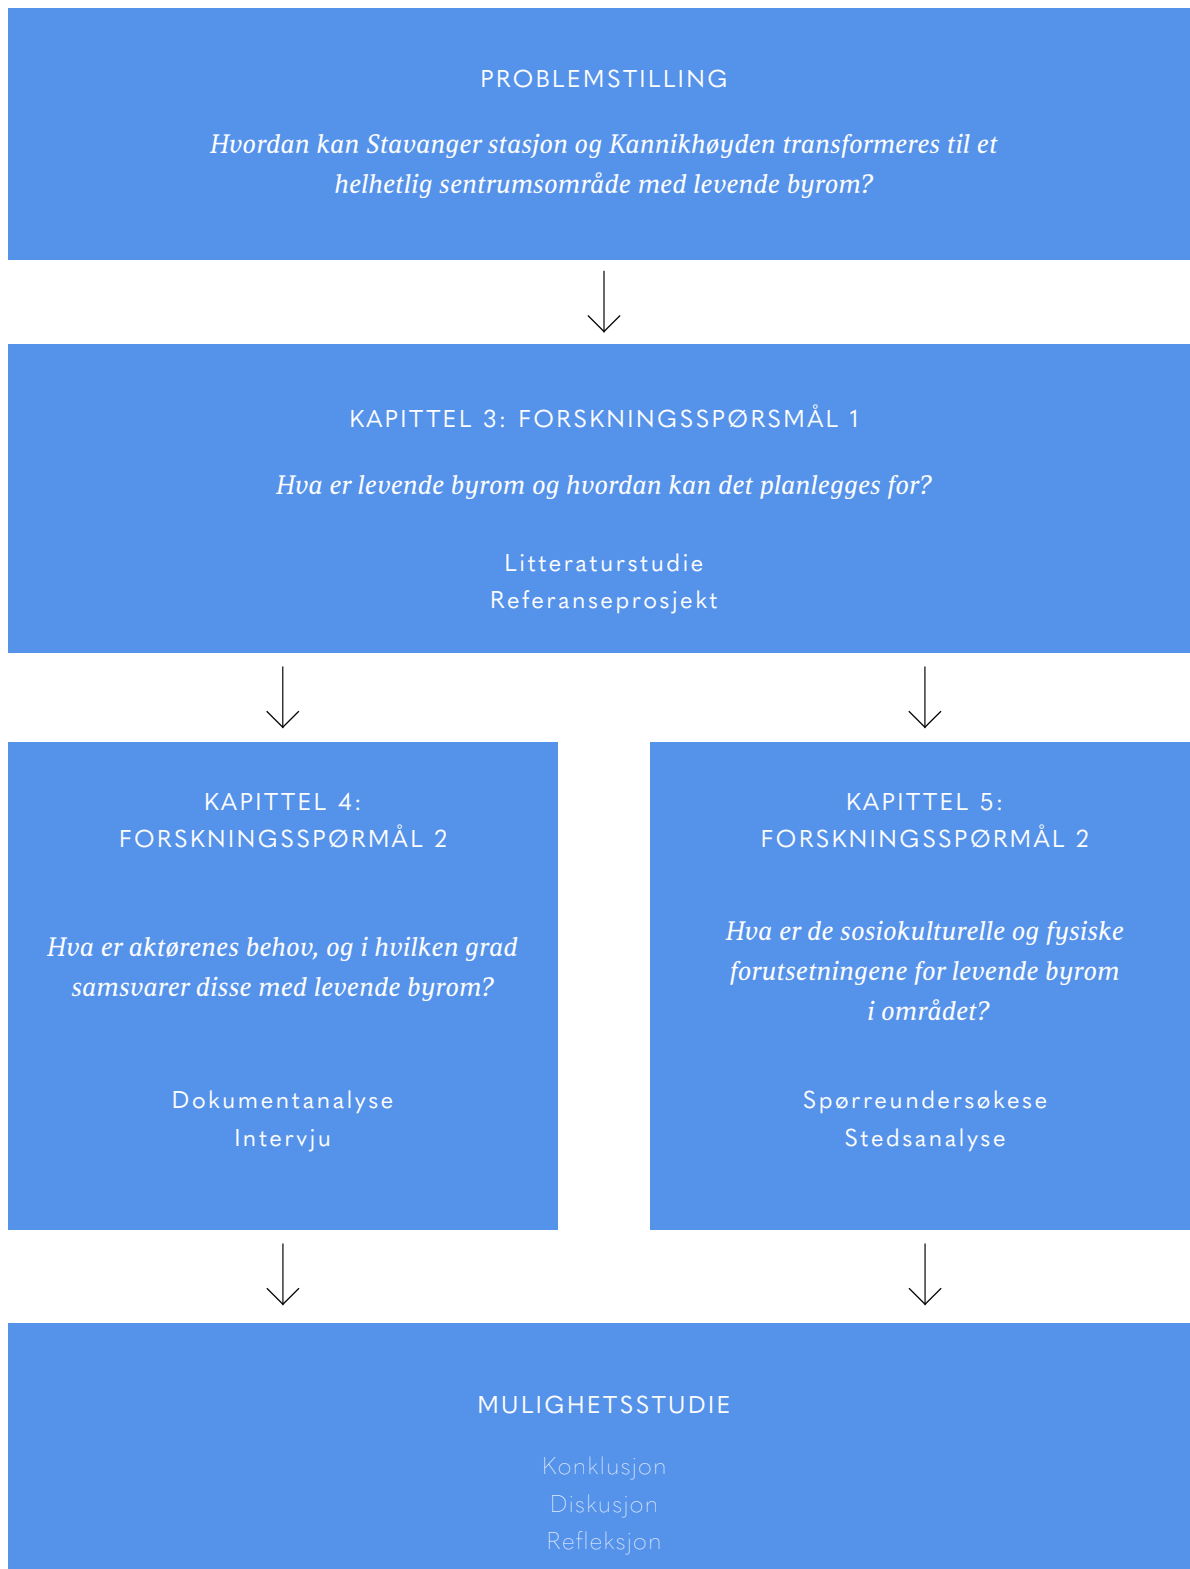 PROBLEMSTILLING
Hvordan kan Stavanger stasjon og Kannikhøyden transformeres til et
helhetlig sentrumsområde med levende byrom?
KAPITTEL 3: FORSKNINGSSPØRSMÅL 1
Hva er levende byrom og hvordan kan det planlegges for?
Litteraturstudie
Referanseprosjekt
KAPITTEL 4:
FORSKNINGSSPØRMÅL 2
Hva er aktørenes behov, og i hvilken grad
samsvarer disse med levende byrom?
Dokumentanalyse
Intervju
KAPITTEL 5:
FORSKNINGSSPØRMÅL 2
Hva er de sosiokulturelle og fysiske
forutsetningene for levende byrom
i området?
Spørreundersøkese
Stedsanalyse
MULIGHETSSTUDIE
Konklusjon
Diskusjon
Refleksjon